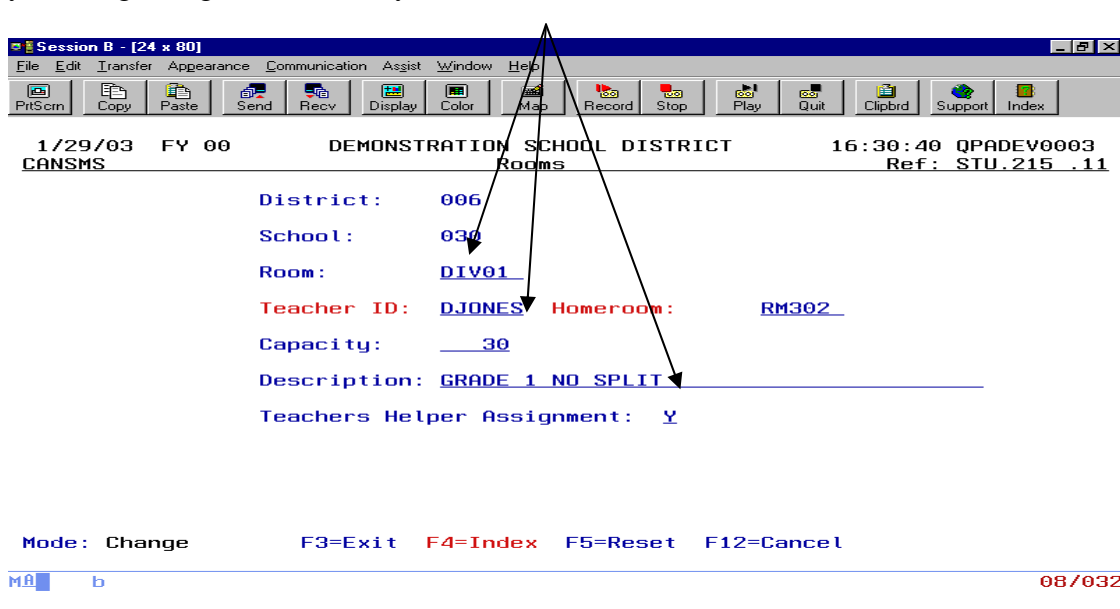 Session B - [24 x 80]
File Edit Transfer Appearance Communication Assist Window Help
PrtScrn Copy Paste Send Recv Display Color Map Record Stop Play Quit Clipbrd Support Index
1/29/03 FY 00 DEMONSTRATION SCHOOL DISTRICT 16:30:40 QPADEV0003
CANSMS Rooms Ref: STU.215 .11
District: 006
School: 030
Room: DIV01
Teacher ID: DJONES Homeroom: RM302
Capacity: 30
Description: GRADE 1 NO SPLIT
Teachers Helper Assignment: Y
Mode: Change F3=Exit F4=Index F5=Reset F12=Cancel
MA b 08/032